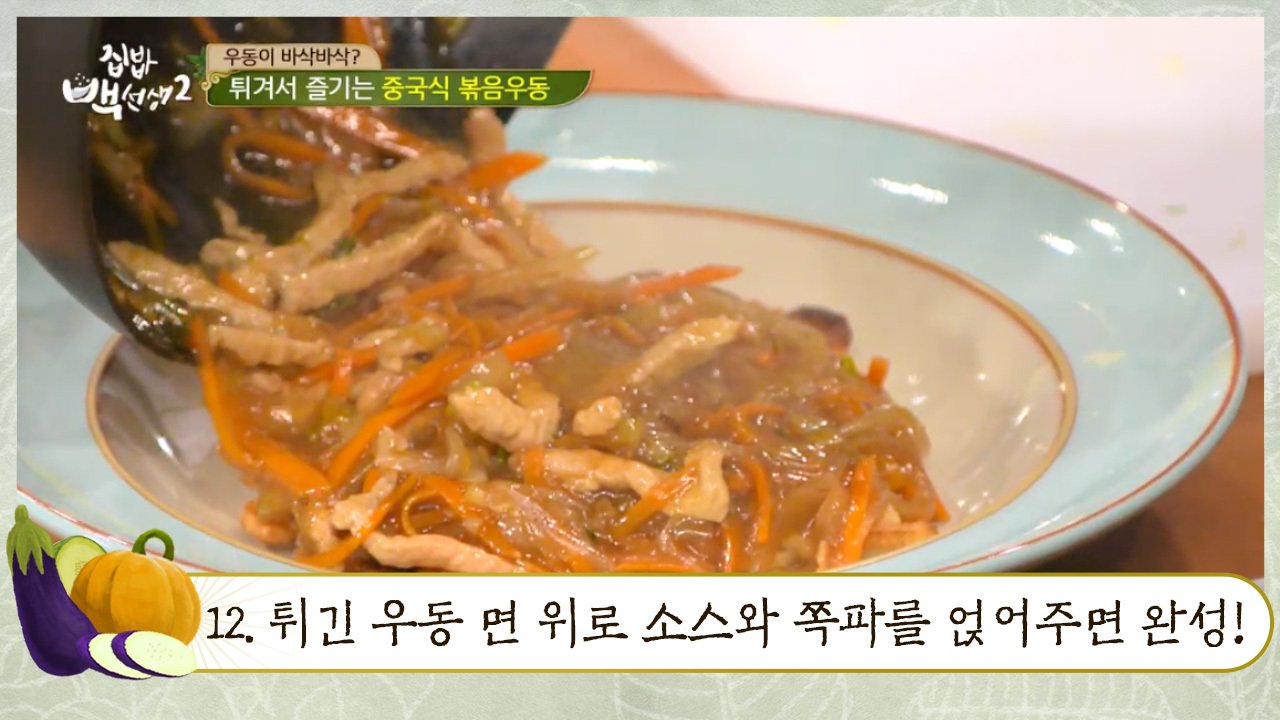 집밥
백선생2
우동이 바삭바삭?
튀겨서 즐기는 중국식 볶음우동
12. 튀긴 우동 면 위로 소스와 쪽파를 얹어주면 완성!